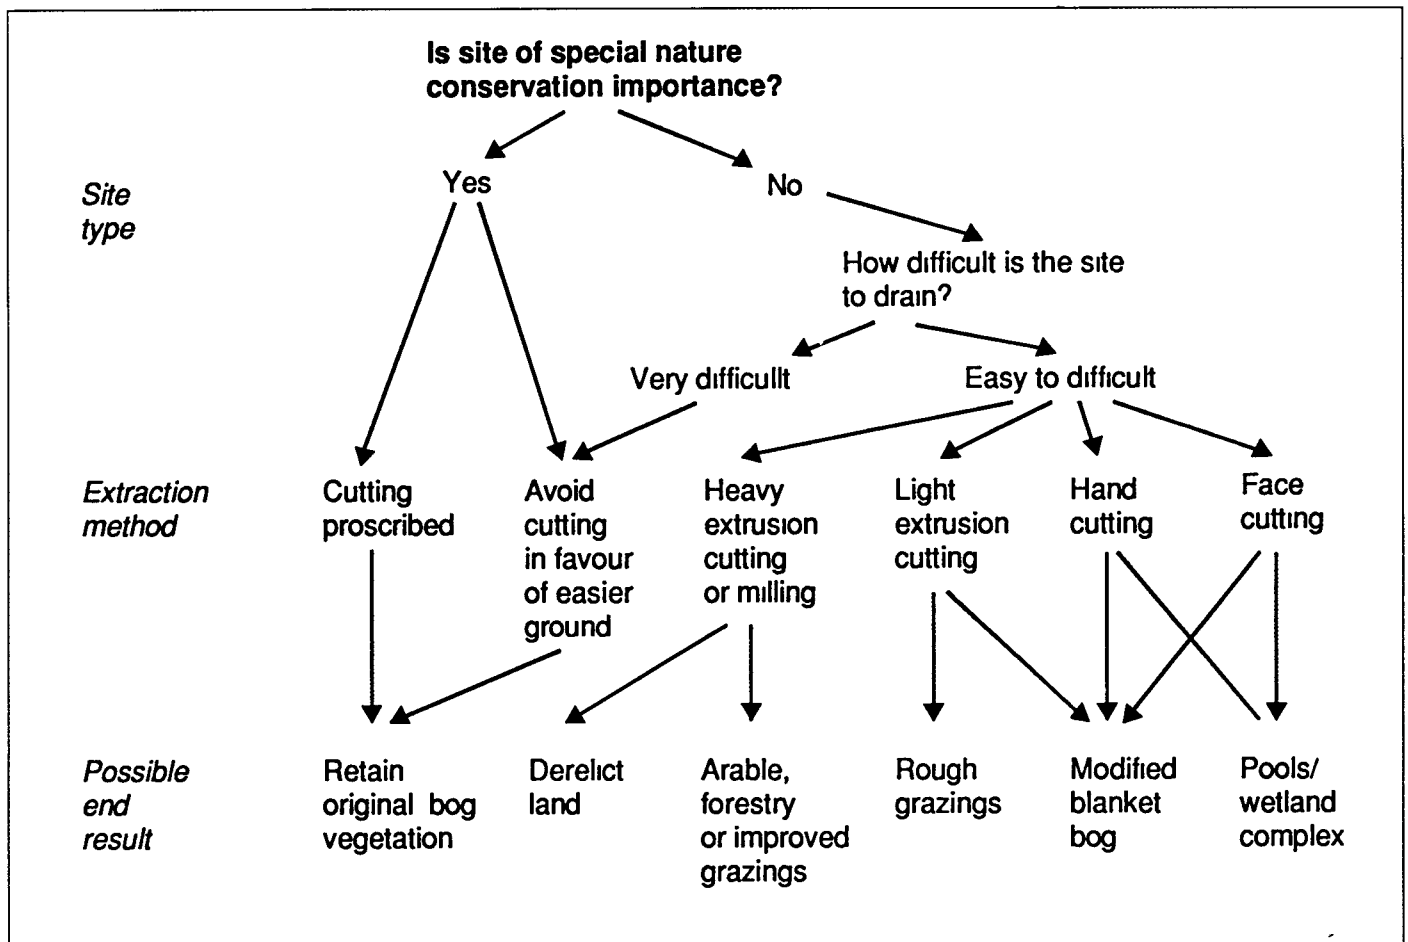 Is site of special nature
conservation importance?
Site
type
Yes
No
How difficult is the site
to drain?
Very difficullt
Easy to difficult
Extraction
method
Cutting
proscribed
Avoid
cutting
in favour
of easier
ground
Heavy
extrusion
cutting
or milling
Light
extrusion
cutting
Hand
cutting
Face
cutting
Possible
end
result
Retain
original bog
vegetation
Derelict
land
Arable,
forestry
or improved
grazings
Rough
grazings
Modified
blanket
bog
Pools/
wetland
complex